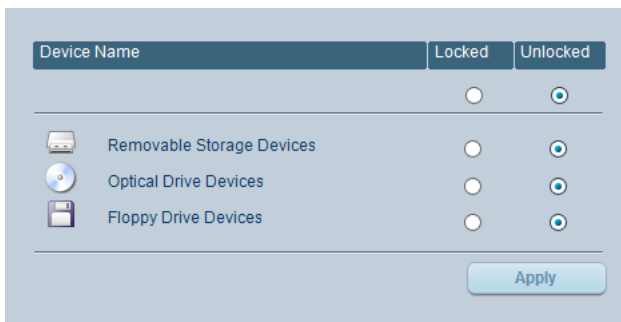 Device Name Locked Unlocked
Removable Storage Devices
Optical Drive Devices
Floppy Drive Devices
Apply